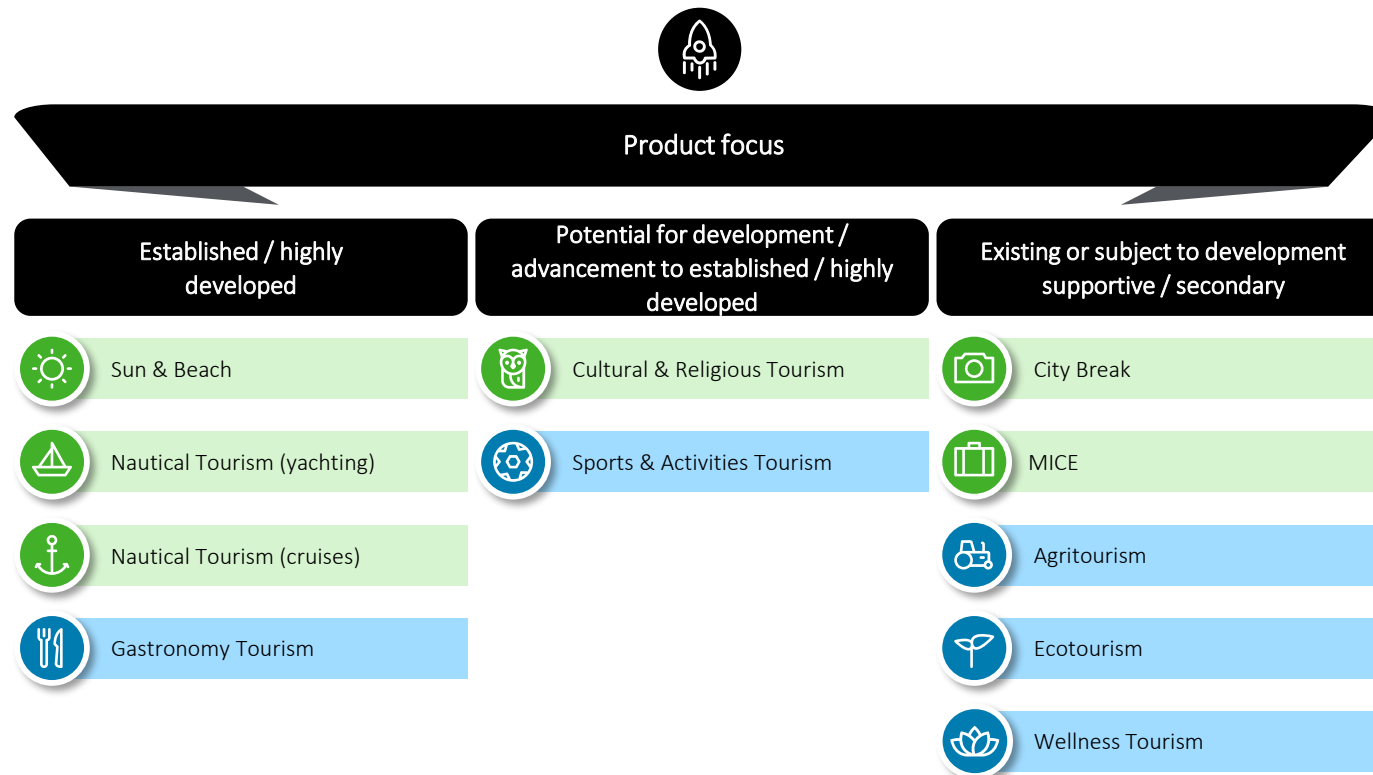 Product focus
Established / highly
developed
Potential for development /
advancement to established / highly
developed
Existing or subject to development
supportive / secondary
Sun & Beach
Nautical Tourism (yachting)
Nautical Tourism (cruises)
Gastronomy Tourism
Cultural & Religious Tourism
Sports & Activities Tourism
City Break
MICE
Agritourism
Ecotourism
Wellness Tourism